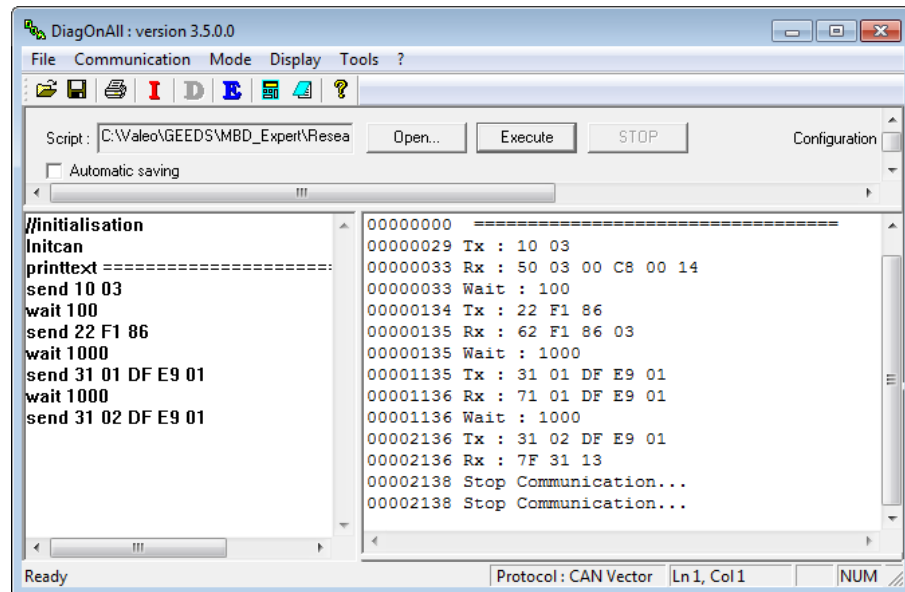 DiagOnAll : version 3.5.0.0
File Communication Mode Display Tools ?
I D E ?
Script : C:\Valeo\GEEDS\MBD_Expert\Resea Open... Execute STOP Configuration
Automatic saving
//initialisation
Initcan
printtext ======================
send 10 03
wait 100
send 22 F1 86
wait 1000
send 31 01 DF E9 01
wait 1000
send 31 02 DF E9 01
00000000 ==================================
00000029 Tx : 10 03
00000033 Rx : 50 03 00 C8 00 14
00000033 Wait : 100
00000134 Tx : 22 F1 86
00000135 Rx : 62 F1 86 03
00000135 Wait : 1000
00001135 Tx : 31 01 DF E9 01
00001136 Rx : 71 01 DF E9 01
00001136 Wait : 1000
00002136 Tx : 31 02 DF E9 01
00002136 Rx : 7F 31 13
00002138 Stop Communication...
00002138 Stop Communication...
Ready Protocol : CAN Vector Ln 1, Col 1 NUM